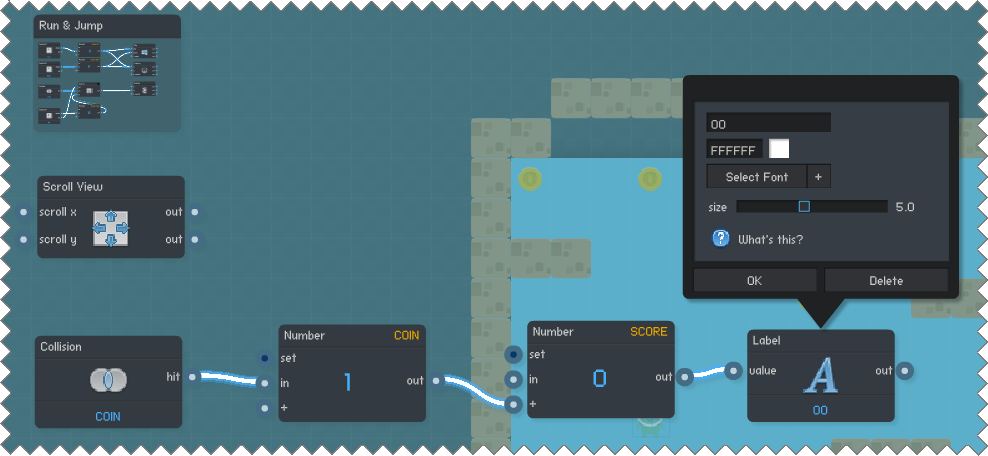 Run & Jump
Scroll View
scroll x out
scroll y out
Collision
hit
COIN
Number COIN
set
in 1 out
+
Number SCORE
set
in 0
out
+
Label
value out
A
00
00
FFFFFF
Select Font +
size 5.0
? What's this?
OK Delete